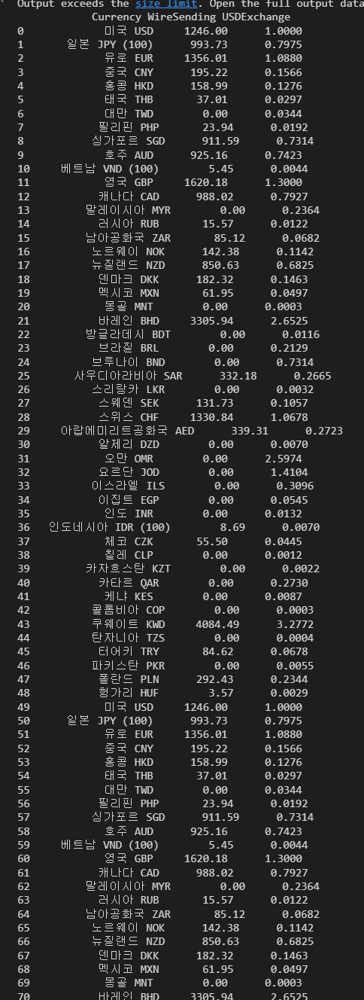 Output exceeds the size limit. Open the full output data
Currency WireSending USDExchange
0 미국 USD 1246.00 1.0000
1 일본 JPY (100) 993.73 0.7975
2 유로 EUR 1356.01 1.0880
3 중국 CNY 195.22 0.1566
4 홍콩 HKD 158.99 0.1276
5 태국 THB 37.01 0.0297
6 대만 TWD 0.00 0.0344
7 필리핀 PHP 23.94 0.0192
8 싱가포르 SGD 911.59 0.7314
9 호주 AUD 925.16 0.7423
10 베트남 VND (100) 5.45 0.0044
11 영국 GBP 1620.18 1.3000
12 캐나다 CAD 988.02 0.7927
13 말레이시아 MYR 0.00 0.2364
14 러시아 RUB 15.57 0.0122
15 남아공화국 ZAR 85.12 0.0682
16 노르웨이 NOK 142.38 0.1142
17 뉴질랜드 NZD 850.63 0.6825
18 덴마크 DKK 182.32 0.1463
19 멕시코 MXN 61.95 0.0497
20 몽골 MNT 0.00 0.0003
21 바레인 BHD 3305.94 2.6525
22 방글라데시 BDT 0.00 0.0116
23 브라질 BRL 0.00 0.2129
24 브루나이 BND 0.00 0.7314
25 사우디아라비아 SAR 332.18 0.2665
26 스리랑카 LKR 0.00 0.0032
27 스웨덴 SEK 131.73 0.1057
28 스위스 CHF 1330.84 1.0678
29 아랍에미리트공화국 AED 339.31 0.2723
30 알제리 DZD 0.00 0.0070
31 오만 OMR 0.00 2.5974
32 요르단 JOD 0.00 1.4104
33 이스라엘 ILS 0.00 0.3096
34 이집트 EGP 0.00 0.0545
35 인도 INR 0.00 0.0132
36 인도네시아 IDR (100) 8.69 0.0070
37 체코 CZK 55.50 0.0445
38 칠레 CLP 0.00 0.0012
39 카자흐스탄 KZT 0.00 0.0022
40 카타르 QAR 0.00 0.2730
41 케냐 KES 0.00 0.0087
42 콜롬비아 COP 0.00 0.0003
43 쿠웨이트 KWD 4084.49 3.2772
44 탄자니아 TZS 0.00 0.0004
45 터어키 TRY 84.62 0.0678
46 파키스탄 PKR 0.00 0.0055
47 폴란드 PLN 292.43 0.2344
48 헝가리 HUF 3.57 0.0029
49 미국 USD 1246.00 1.0000
50 일본 JPY (100) 993.73 0.7975
51 유로 EUR 1356.01 1.0880
52 중국 CNY 195.22 0.1566
53 홍콩 HKD 158.99 0.1276
54 태국 THB 37.01 0.0297
55 대만 TWD 0.00 0.0344
56 필리핀 PHP 23.94 0.0192
57 싱가포르 SGD 911.59 0.7314
58 호주 AUD 925.16 0.7423
59 베트남 VND (100) 5.45 0.0044
60 영국 GBP 1620.18 1.3000
61 캐나다 CAD 988.02 0.7927
62 말레이시아 MYR 0.00 0.2364
63 러시아 RUB 15.57 0.0122
64 남아공화국 ZAR 85.12 0.0682
65 노르웨이 NOK 142.38 0.1142
66 뉴질랜드 NZD 850.63 0.6825
67 덴마크 DKK 182.32 0.1463
68 멕시코 MXN 61.95 0.0497
69 몽골 MNT 0.00 0.0003
70 바레인 BHD 3305.94 2.6525